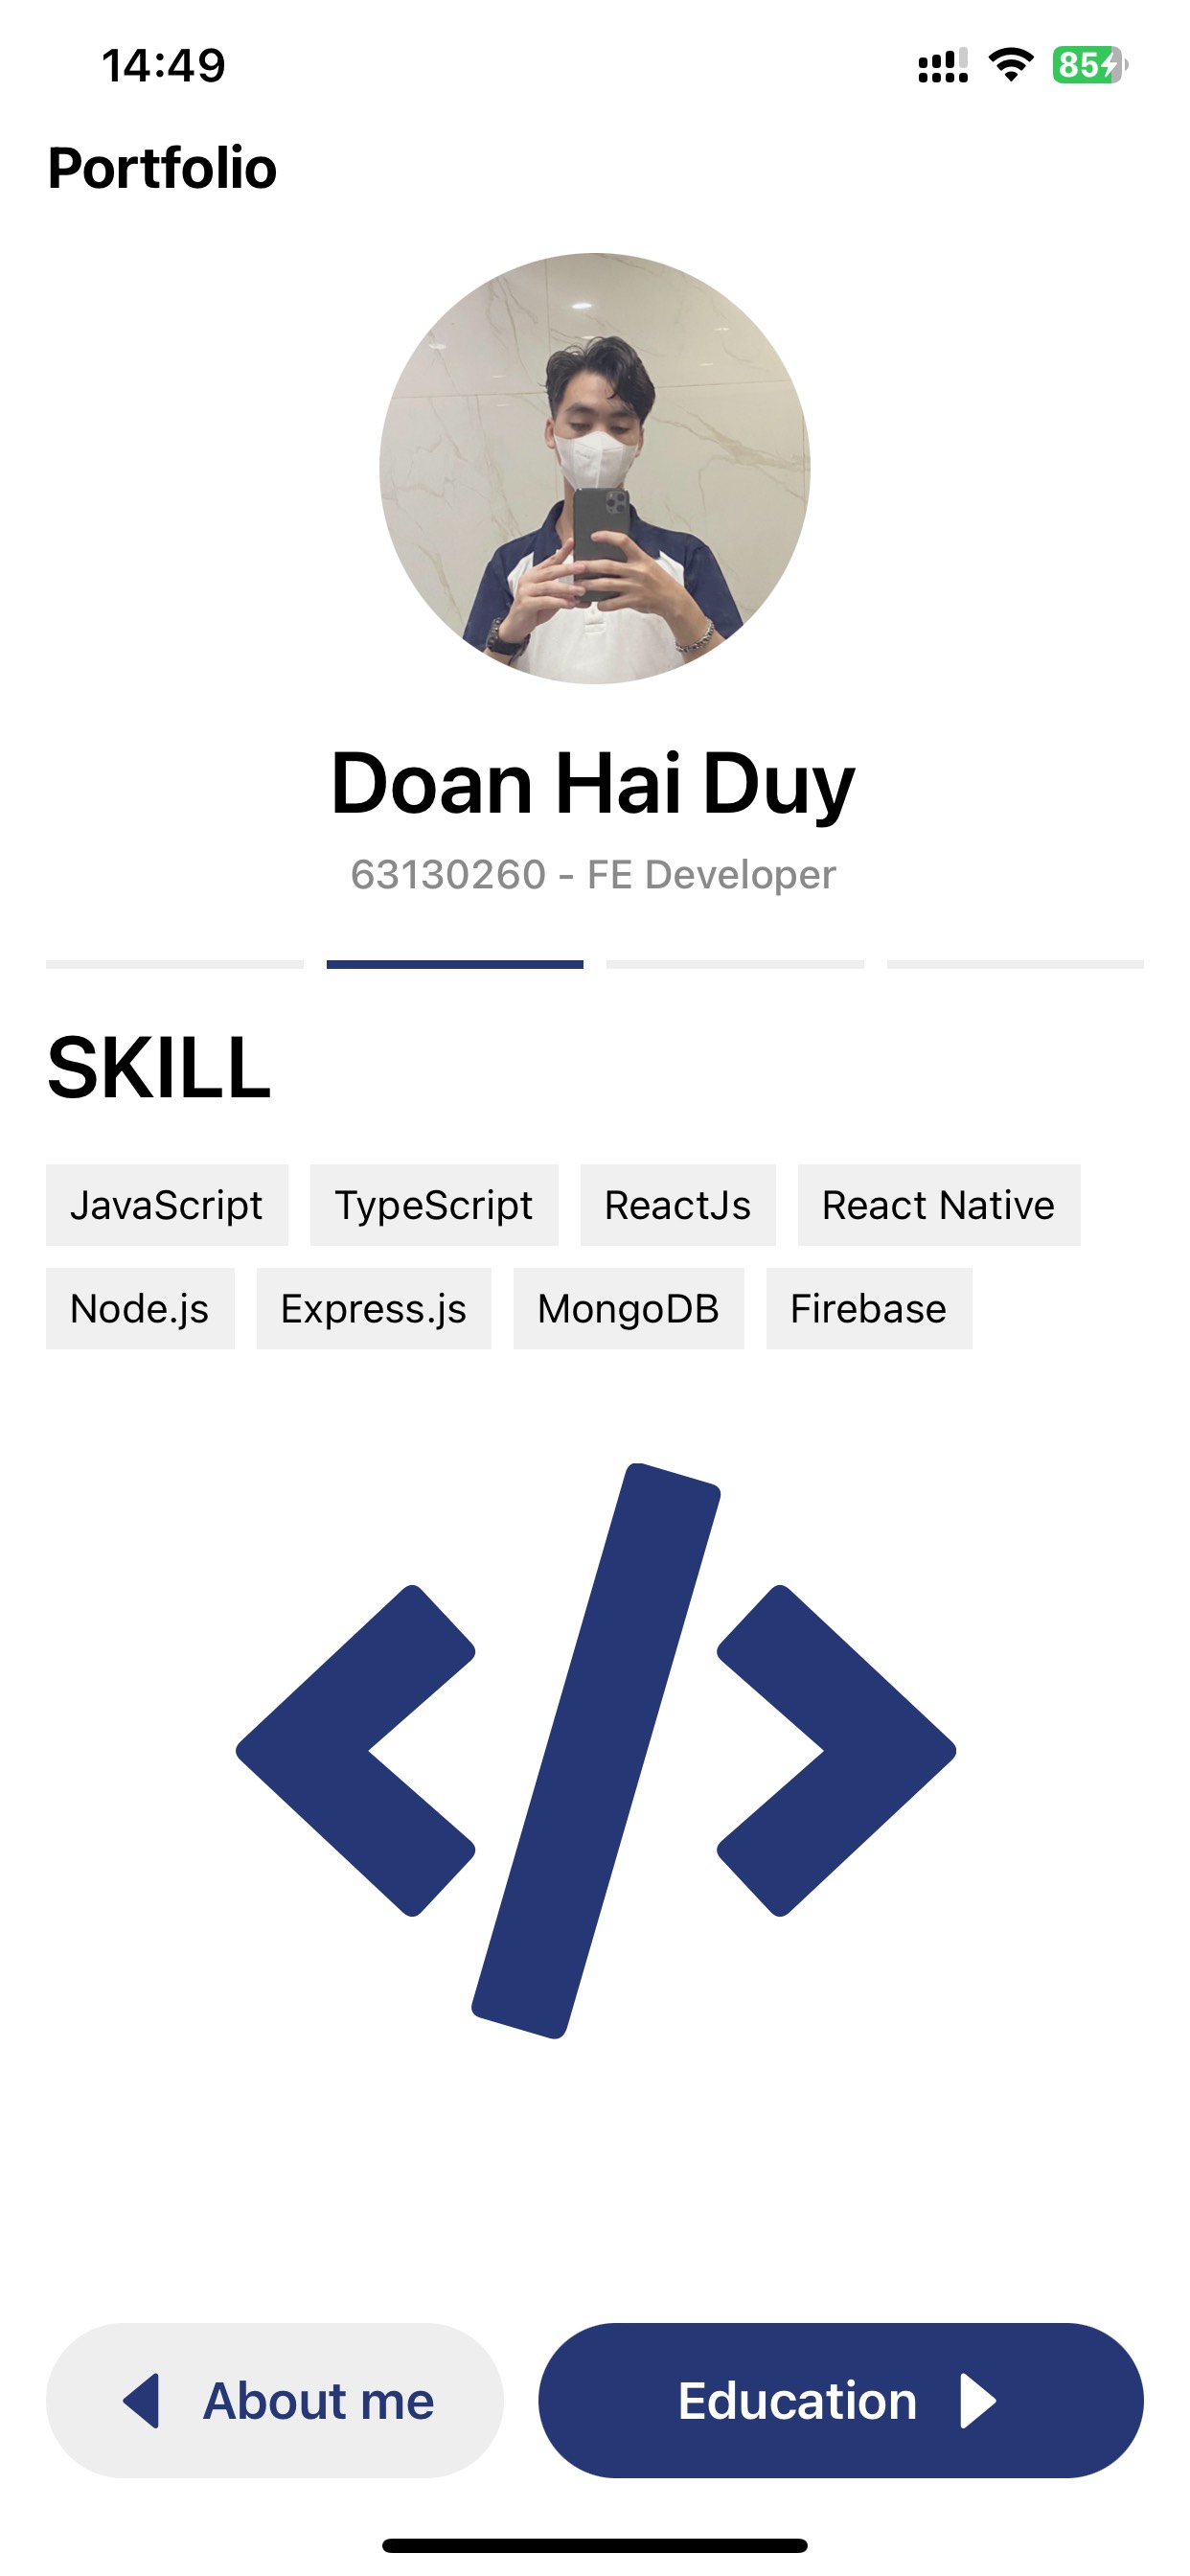 14:49 85
Portfolio
Doan Hai Duy
63130260 - FE Developer
SKILL
JavaScript TypeScript ReactJs React Native
Node.js Express.js MongoDB Firebase
About me Education